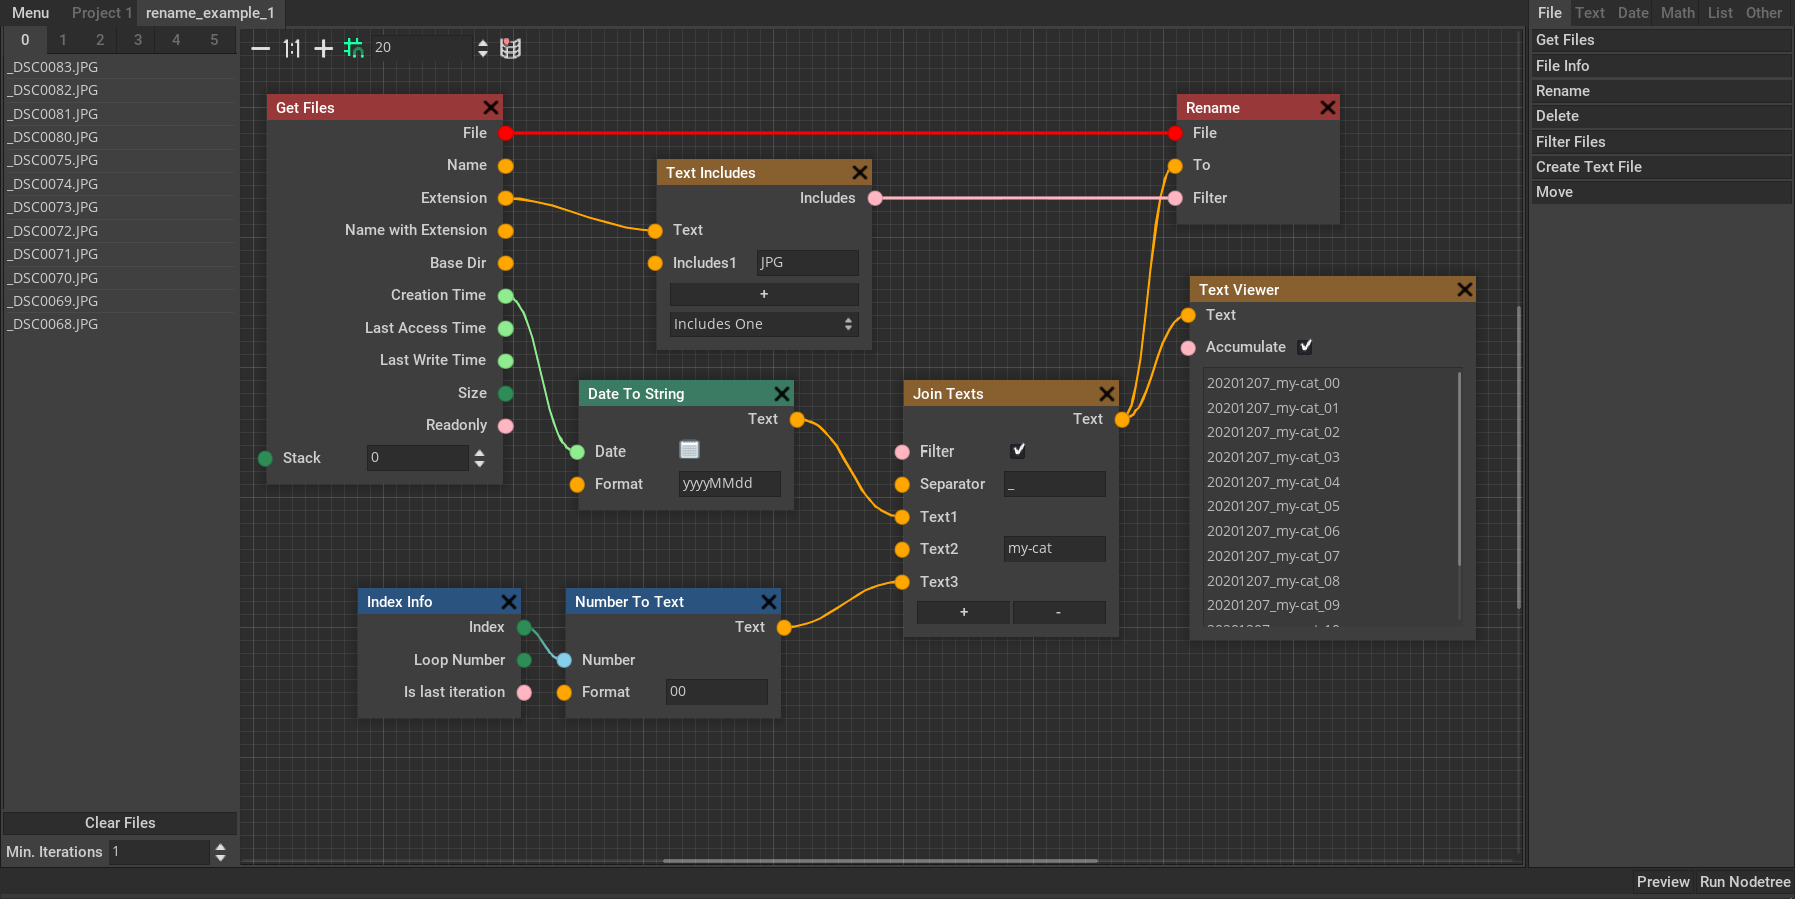 Menu Project 1 rename_example_1
0 1 2 3 4 5
_DSC0083.JPG
_DSC0082.JPG
_DSC0081.JPG
_DSC0080.JPG
_DSC0075.JPG
_DSC0074.JPG
_DSC0073.JPG
_DSC0072.JPG
_DSC0071.JPG
_DSC0070.JPG
_DSC0069.JPG
_DSC0068.JPG
Clear Files
Min. Iterations 1
1:1 20
Get Files
File
Name
Extension
Name with Extension
Base Dir
Creation Time
Last Access Time
Last Write Time
Size
Readonly
Stack 0
Text Includes
Includes
Text
Includes1 JPG
+
Includes One
Date To String
Text
Date
Format yyyyMMdd
Index Info
Index
Loop Number
Is last iteration
Number To Text
Text
Number
Format 00
Join Texts
Text
Filter
Separator _
Text1
Text2 my-cat
Text3
+ -
Rename
File
To
Filter
Text Viewer
Text
Accumulate
20201207_my-cat_00
20201207_my-cat_01
20201207_my-cat_02
20201207_my-cat_03
20201207_my-cat_04
20201207_my-cat_05
20201207_my-cat_06
20201207_my-cat_07
20201207_my-cat_08
20201207_my-cat_09
File Text Date Math List Other
Get Files
File Info
Rename
Delete
Filter Files
Create Text File
Move
Preview Run Nodetree